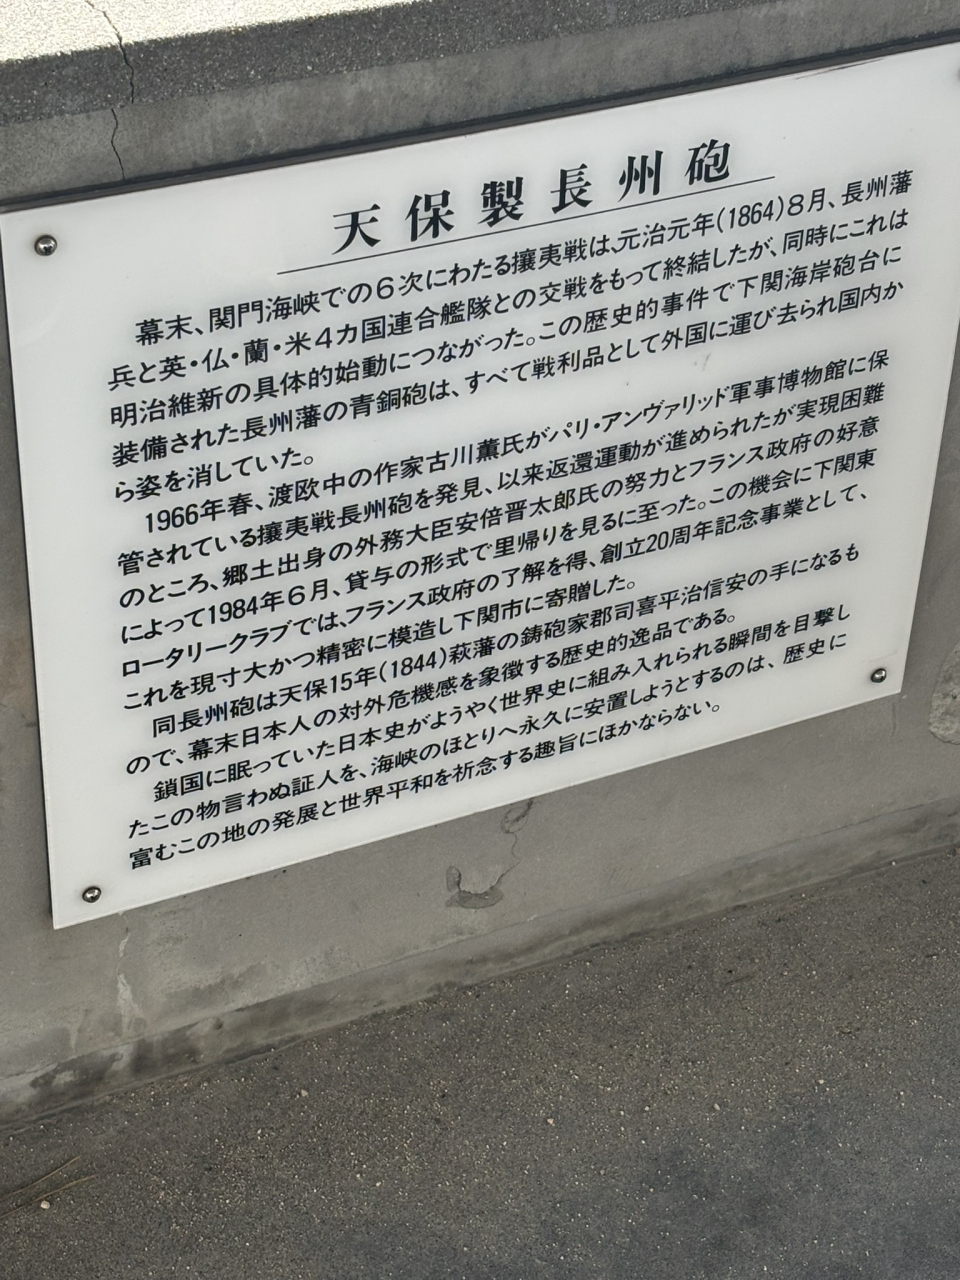 天保製長州砲
幕末、関門海峡での6次にわたる攘夷戦は、元治元年(1864)8月、長州藩
兵と英・仏・蘭・米4カ国連合艦隊との交戦をもって終結したが、同時にこれは
明治維新の具体的始動につながった。この歴史的事件で下関海岸砲台に
装備された長州藩の青銅砲は、すべて戦利品として外国に運び去られ国内か
ら姿を消していた。
1966年春、渡欧中の作家古川薫氏がパリ・アンヴァリッド軍事博物館に保
管されている攘夷戦長州砲を発見、以来返還運動が進められたが実現困難
のところ、郷土出身の外務大臣安倍晋太郎氏の努力とフランス政府の好意
によって1984年6月、貸与の形式で里帰りを見るに至った。この機会に下関東
ロータリークラブでは、フランス政府の了解を得、創立20周年記念事業として、
これを現寸大かつ精密に模造し下関市に寄贈した。
同長州砲は天保15年(1844)萩藩の鋳砲家郡司喜平治信安の手になるも
ので、幕末日本人の対外危機感を象徴する歴史的逸品である。
鎖国に眠っていた日本史がようやく世界史に組み入れられる瞬間を目撃し
たこの物言わぬ証人を、海峡のほとりへ永久に安置しようとするのは、歴史に
富むこの地の発展と世界平和を祈念する趣旨にほかならない。